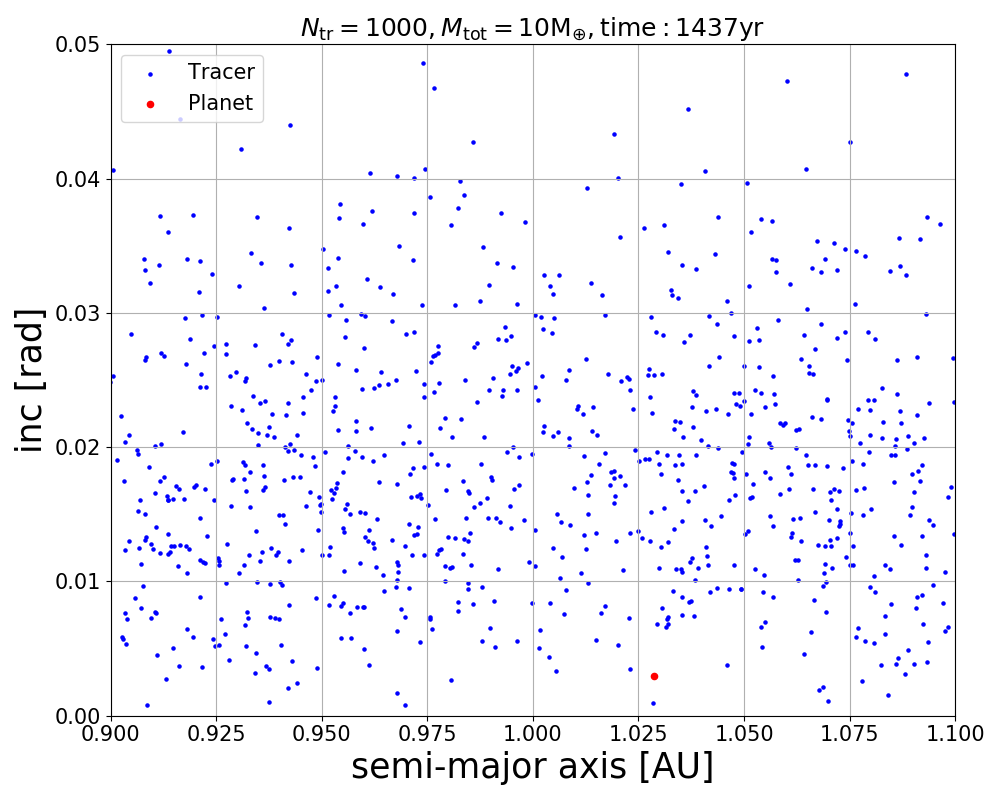 N_tr = 1000, M_tot = 10M_⊕, time : 1437yr
0.05
Tracer
Planet
0.04
0.03
inc [rad]
0.02
0.01
0.00
0.900 0.925 0.950 0.975 1.000 1.025 1.050 1.075 1.100
semi-major axis [AU]